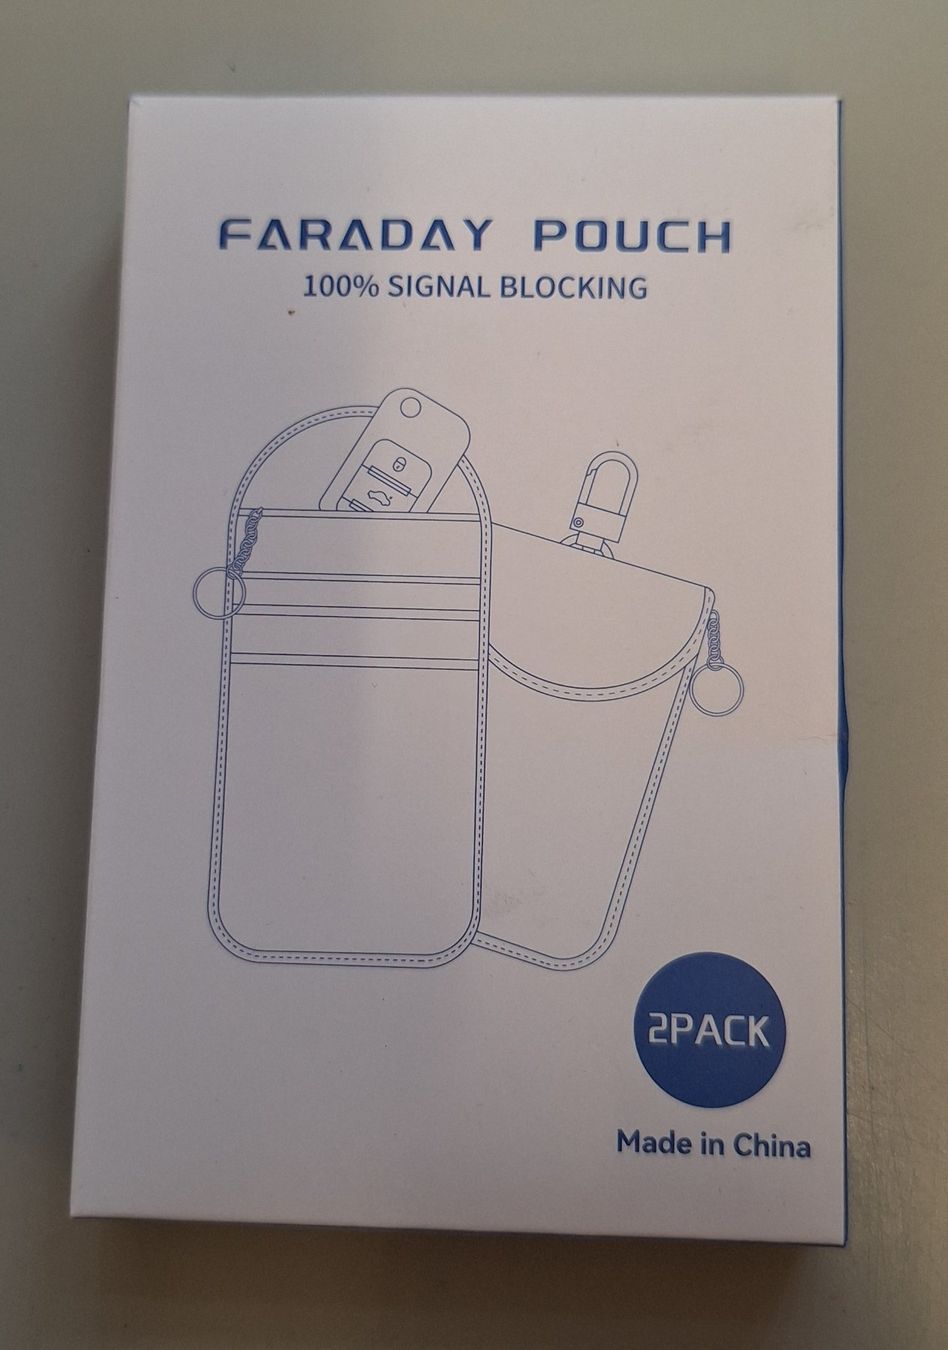 FARADAY POUCH
100% SIGNAL BLOCKING
2PACK
Made in China